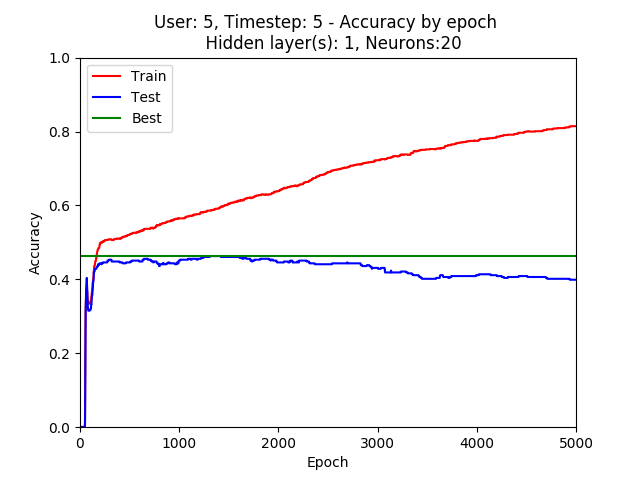 User: 5, Timestep: 5 - Accuracy by epoch
Hidden layer(s): 1, Neurons:20
1.0
0.8
0.6
0.4
0.2
0.0
Accuracy
Train
Test
Best
0 1000 2000 3000 4000 5000
Epoch